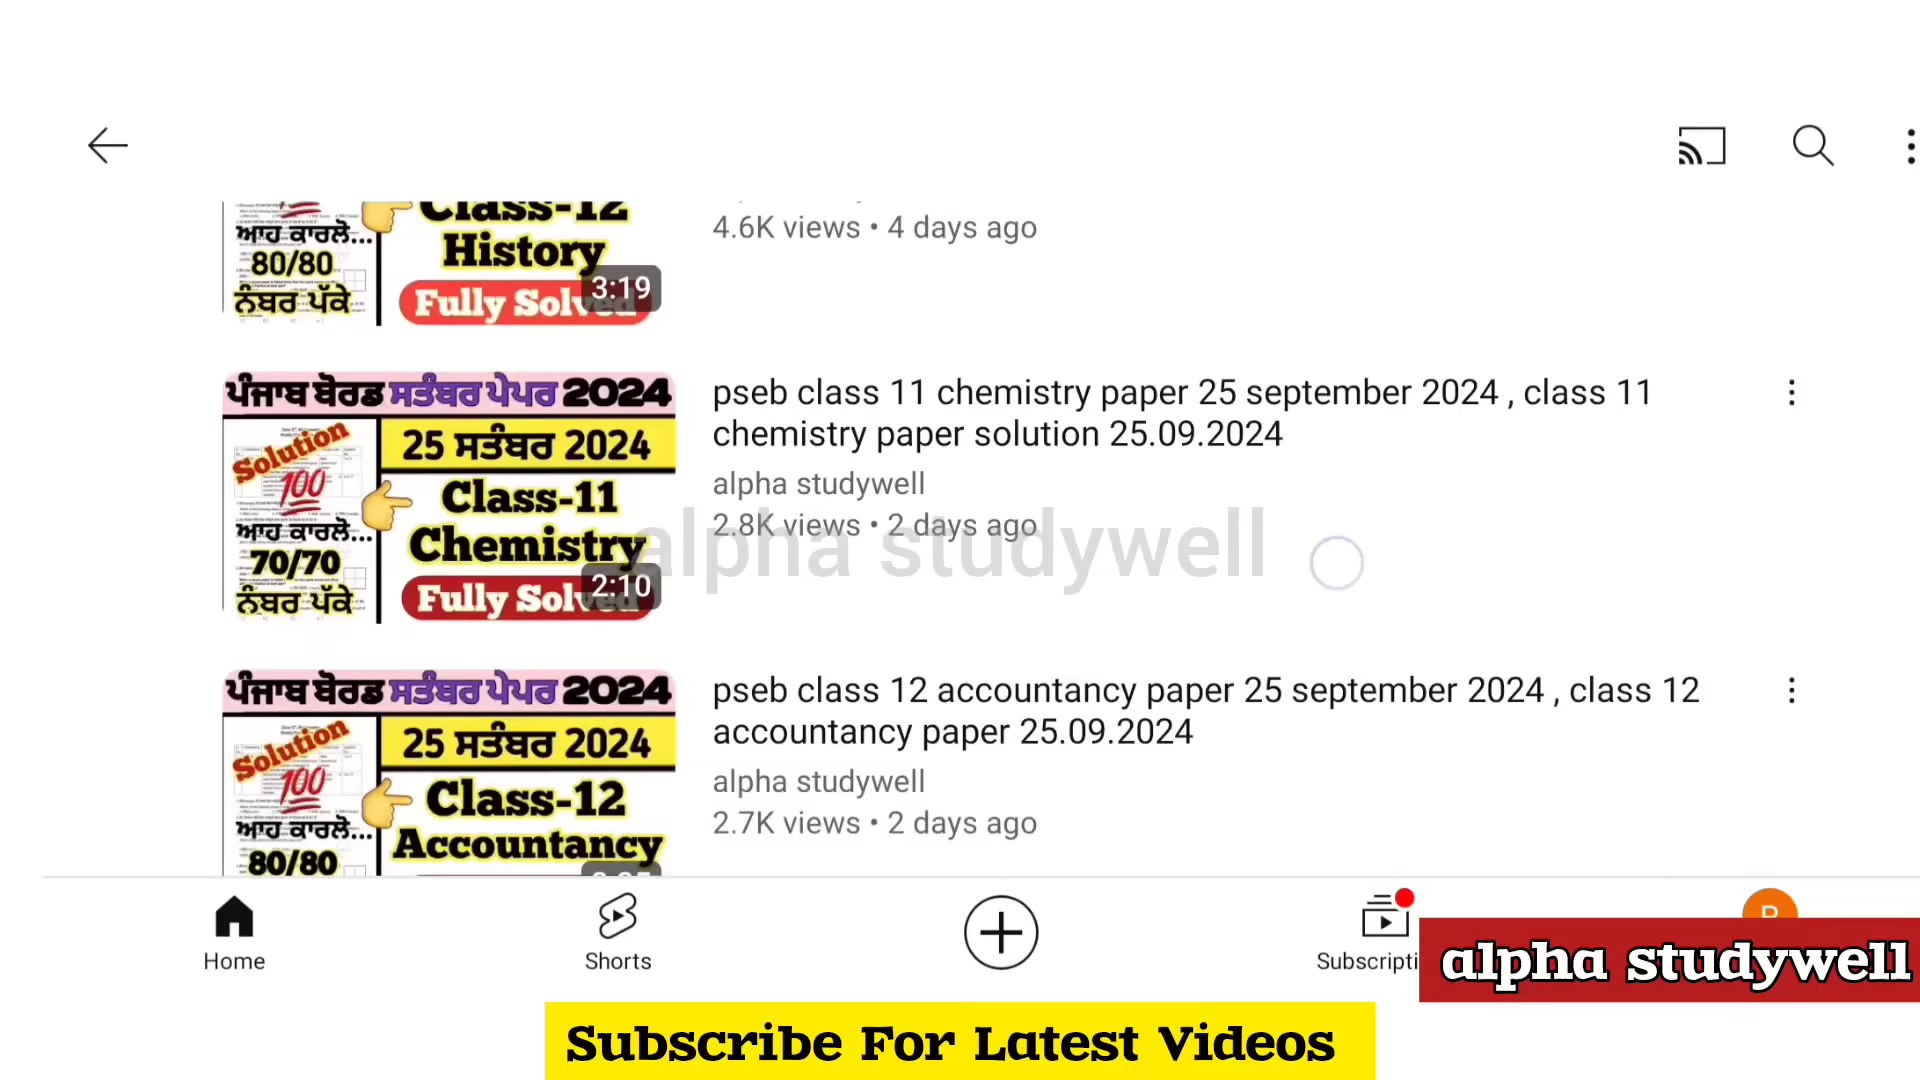 Class-12
4.6K views • 4 days ago
ਆਹ ਕਾਰਲੋ...
History
80/80
3:19
ਨੰਬਰ ਪੱਕੇ
Fully Solved
ਪੰਜਾਬ ਬੋਰਡ ਸਤੰਬਰ ਪੇਪਰ 2024
pseb class 11 chemistry paper 25 september 2024 , class 11
chemistry paper solution 25.09.2024
Solution
25 ਸਤੰਬਰ 2024
100
Class-11
alpha studywell
2.8K views • 2 days ago
ਆਹ ਕਾਰਲੋ...
Chemistry
alpha studywell
70/70
2:10
ਨੰਬਰ ਪੱਕੇ
Fully Solved
ਪੰਜਾਬ ਬੋਰਡ ਸਤੰਬਰ ਪੇਪਰ 2024
pseb class 12 accountancy paper 25 september 2024 , class 12
accountancy paper 25.09.2024
Solution
25 ਸਤੰਬਰ 2024
100
Class-12
alpha studywell
2.7K views • 2 days ago
ਆਹ ਕਾਰਲੋ...
Accountancy
80/80
Home
Shorts
Subscripti
alpha studywell
Subscribe For Latest Videos